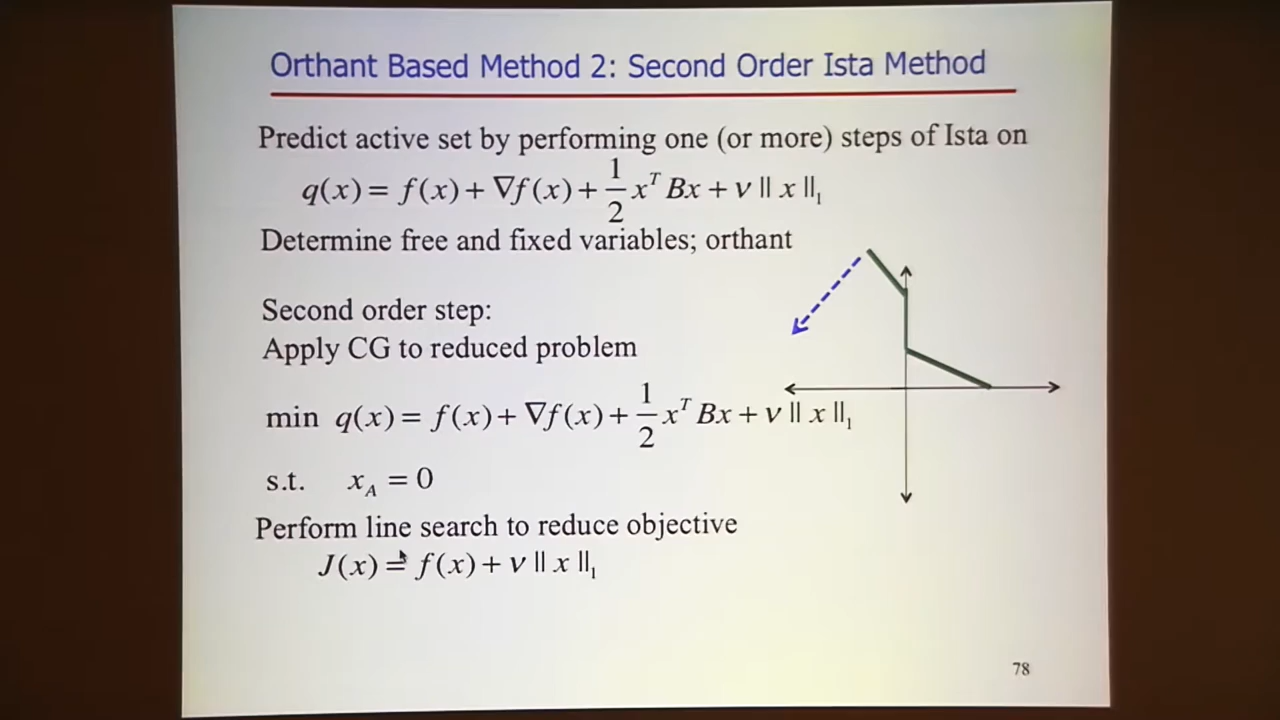 Orthant Based Method 2: Second Order Ista Method
Predict active set by performing one (or more) steps of Ista on
q(x) = f(x) + ∇f(x) + 1/2 x^T Bx + ν || x ||_1
Determine free and fixed variables; orthant
Second order step:
Apply CG to reduced problem
min q(x) = f(x) + ∇f(x) + 1/2 x^T Bx + ν || x ||_1
s.t. x_A = 0
Perform line search to reduce objective
J(x) = f(x) + ν || x ||_1
78